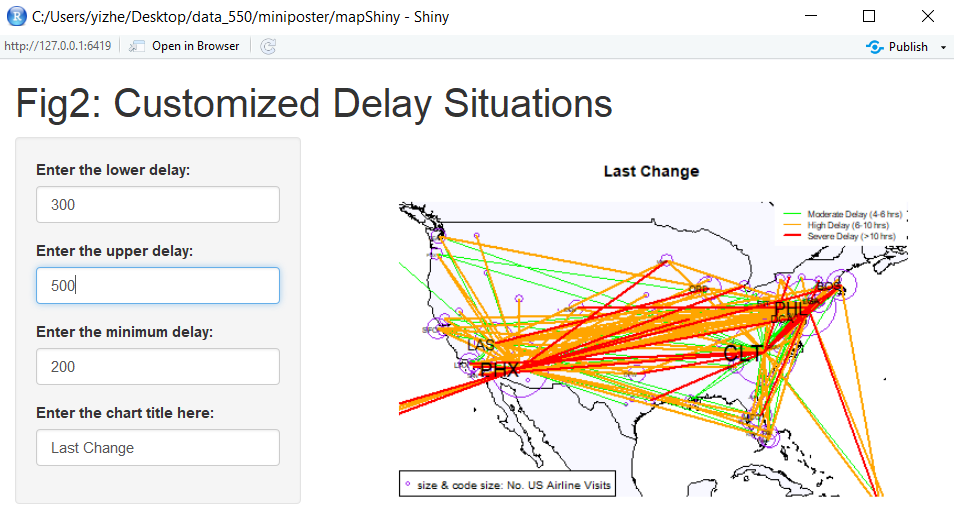 C:/Users/yizhe/Desktop/data_550/miniposter/mapShiny - Shiny
http://127.0.0.1:6419 Open in Browser Publish
Fig2: Customized Delay Situations
Enter the lower delay:
300
Enter the upper delay:
500
Enter the minimum delay:
200
Enter the chart title here:
Last Change
Last Change
Moderate Delay (4-6 hrs)
High Delay (6-10 hrs)
Severe Delay (>10 hrs)
BOS
ORD
PHL
DCA
SFO
LAS
CLT
PHX
size & code size: No. US Airline Visits